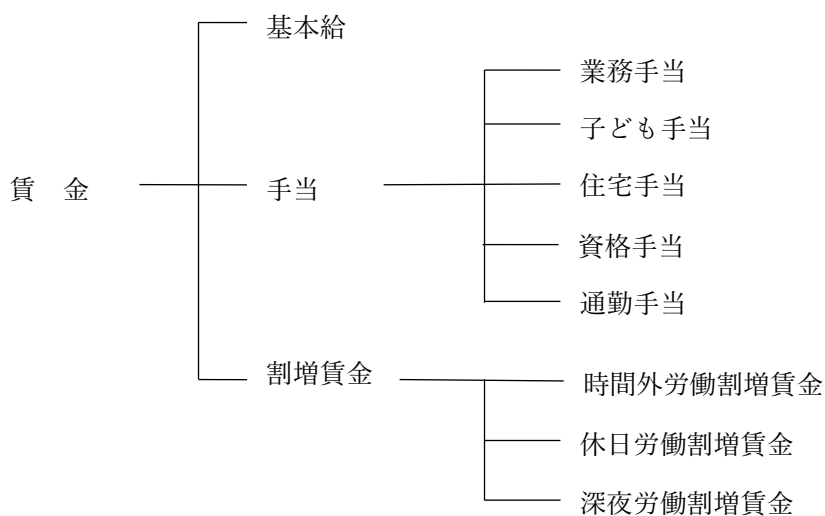 基本給
業務手当
子ども手当
賃 金
手当
住宅手当
資格手当
通勤手当
割増賃金
時間外労働割増賃金
休日労働割増賃金
深夜労働割増賃金